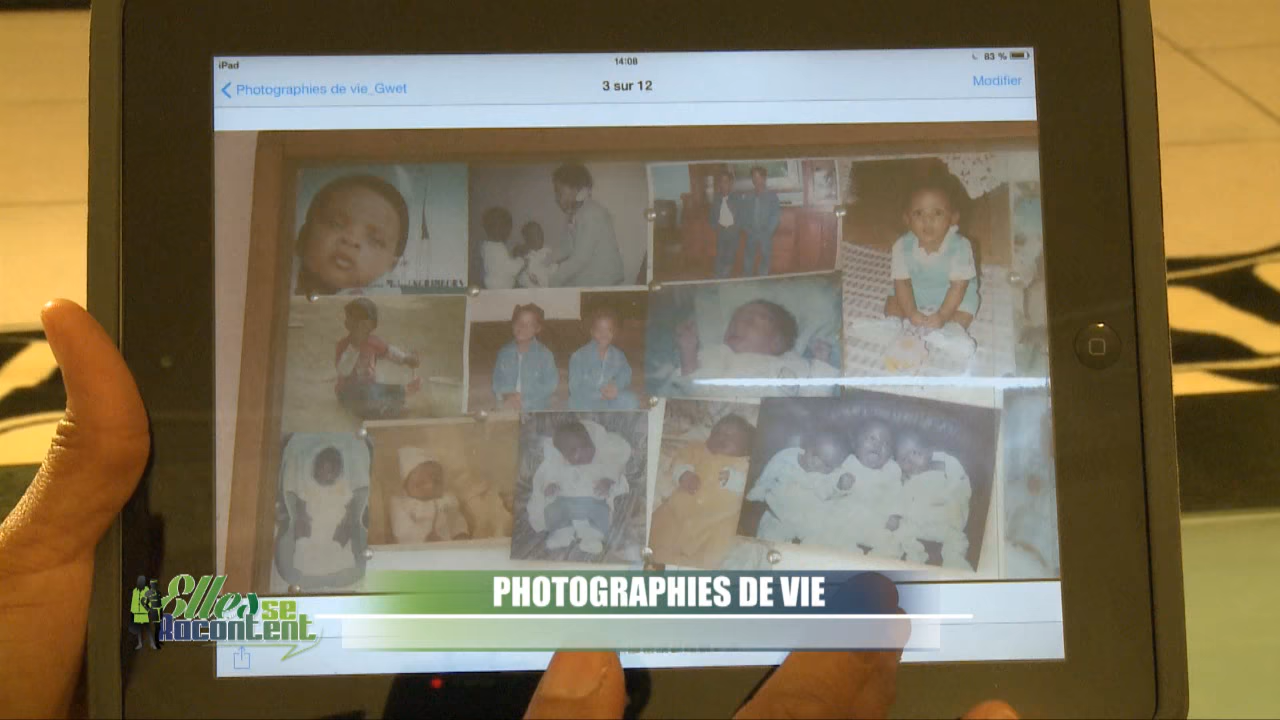 iPad
14:08
83 %
Photographies de vie_Gwet
3 sur 12
Modifier
PHOTOGRAPHIES DE VIE
Elles
se
Racontent